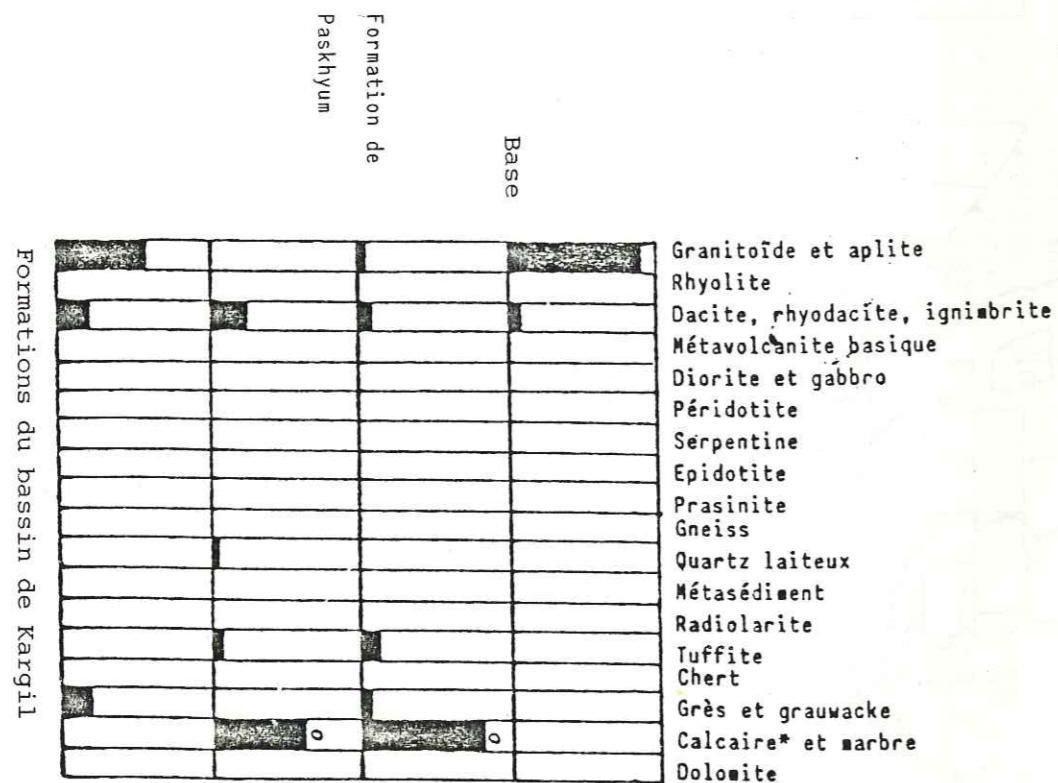 Formation de
Paskhyum
Base
Formations du bassin de Kargil
Granitoïde et aplite
Rhyolite
Dacite, rhyodacite, ignimbrite
Métavolcanite basique
Diorite et gabbro
Péridotite
Serpentine
Epidotite
Prasinite
Gneiss
Quartz laiteux
Métasédiment
Radiolarite
Tuffite
Chert
Grès et grauwacke
Calcaire* et marbre
Dolomite
o
o